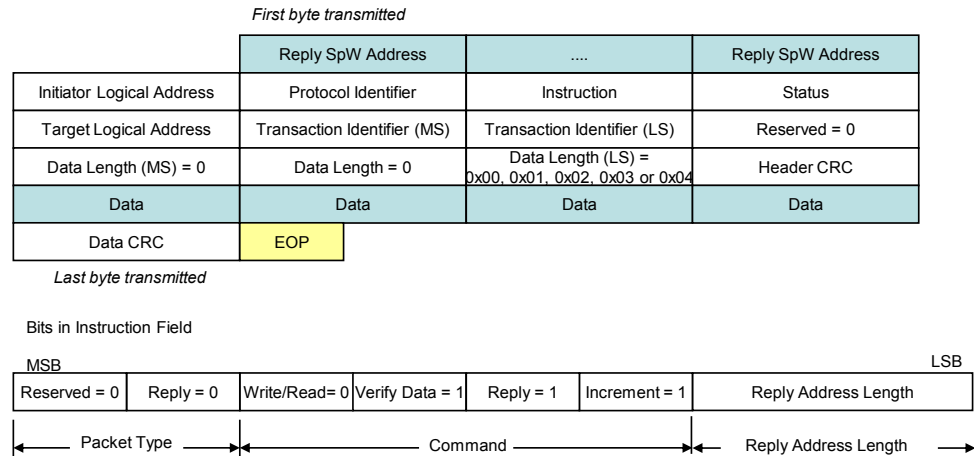 First byte transmitted
Reply SpW Address .... Reply SpW Address
Initiator Logical Address Protocol Identifier Instruction Status
Target Logical Address Transaction Identifier (MS) Transaction Identifier (LS) Reserved = 0
Data Length (MS) = 0 Data Length = 0 Data Length (LS) =
0x00, 0x01, 0x02, 0x03 or 0x04 Header CRC
Data Data Data Data
Data CRC EOP
Last byte transmitted
Bits in Instruction Field
MSB LSB
Reserved = 0 Reply = 0 Write/Read= 0 Verify Data = 1 Reply = 1 Increment = 1 Reply Address Length
Packet Type Command Reply Address Length